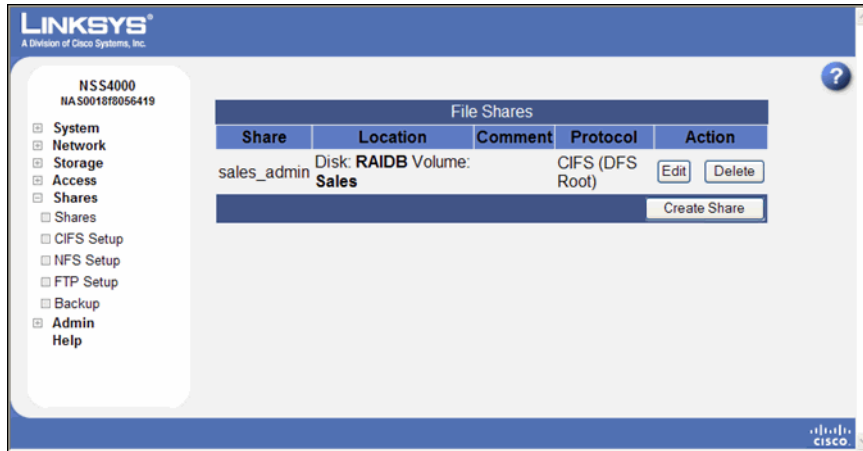 LINKSYS®
A Division of Cisco Systems, Inc.
NSS4000
NAS0018f8056419
System
Network
Storage
Access
Shares
Shares
CIFS Setup
NFS Setup
FTP Setup
Backup
Admin
Help
?
File Shares
Share Location Comment Protocol Action
sales_admin Disk: RAIDB Volume: CIFS (DFS Edit Delete
Sales Root)
Create Share
CISCO.